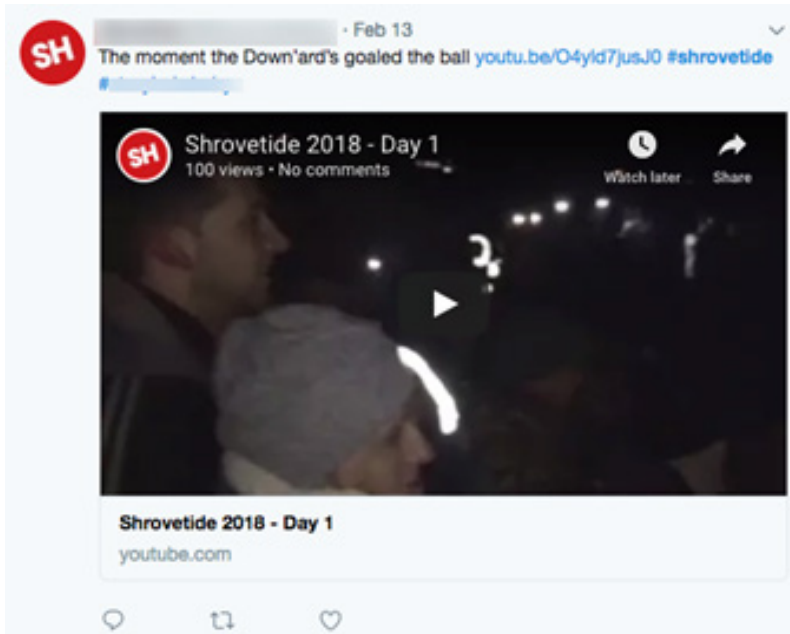 SH
· Feb 13
The moment the Down'ard's goaled the ball youtu.be/O4yld7jusJ0 #shrovetide
#
SH
Shrovetide 2018 - Day 1
100 views • No comments
Watch later
Share
Shrovetide 2018 - Day 1
youtube.com